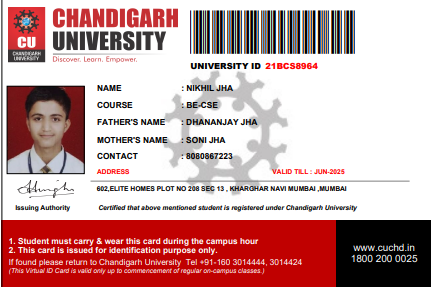 CHANDIGARH
UNIVERSITY
Discover. Learn. Empower.
CU
CHANDIGARH
UNIVERSITY
UNIVERSITY ID 21BCS8964
NAME : NIKHIL JHA
COURSE : BE-CSE
FATHER'S NAME : DHANANJAY JHA
MOTHER'S NAME : SONI JHA
CONTACT : 8080867223
ADDRESS VALID TILL : JUN-2025
602,ELITE HOMES PLOT NO 208 SEC 13 , KHARGHAR NAVI MUMBAI ,MUMBAI
Issuing Authority Certified that above mentioned student is registered under Chandigarh University
1. Student must carry & wear this card during the campus hour
2. This card is issued for identification purpose only.
If found please return to Chandigarh University Tel +91-160 3014444, 3014424
(This Virtual ID Card is valid only up to commencement of regular on-campus classes.)
www.cuchd.in
1800 200 0025